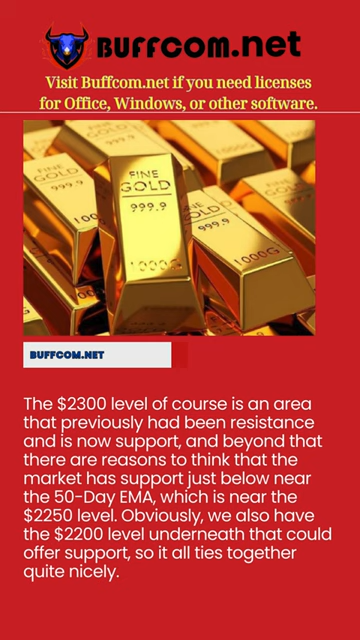 BUFFCOM.net
Visit Buffcom.net if you need licenses
for Office, Windows, or other software.
FINE
GOLD
999.9
1000G
FINE
GOLD
999.9
100
GOLD
999.9
1000G
BUFFCOM.NET
The $2300 level of course is an area
that previously had been resistance
and is now support, and beyond that
there are reasons to think that the
market has support just below near
the 50-Day EMA, which is near the
$2250 level. Obviously, we also have
the $2200 level underneath that could
offer support, so it all ties together
quite nicely.